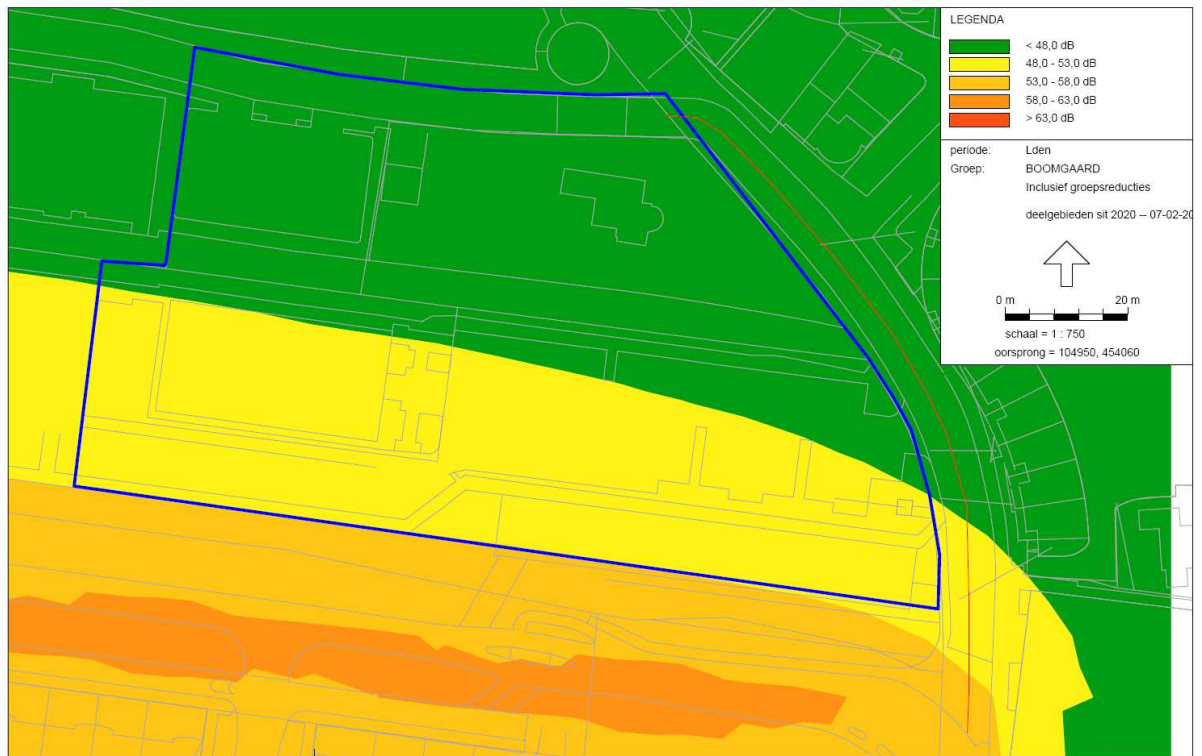 LEGENDA
< 48,0 dB
48,0 - 53,0 dB
53,0 - 58,0 dB
58,0 - 63,0 dB
> 63,0 dB
periode: Lden
Groep: BOOMGAARD
Inclusief groepsreducties
deelgebieden sit 2020 -- 07-02-20
0 m 20 m
schaal = 1 : 750
oorsprong = 104950, 454060